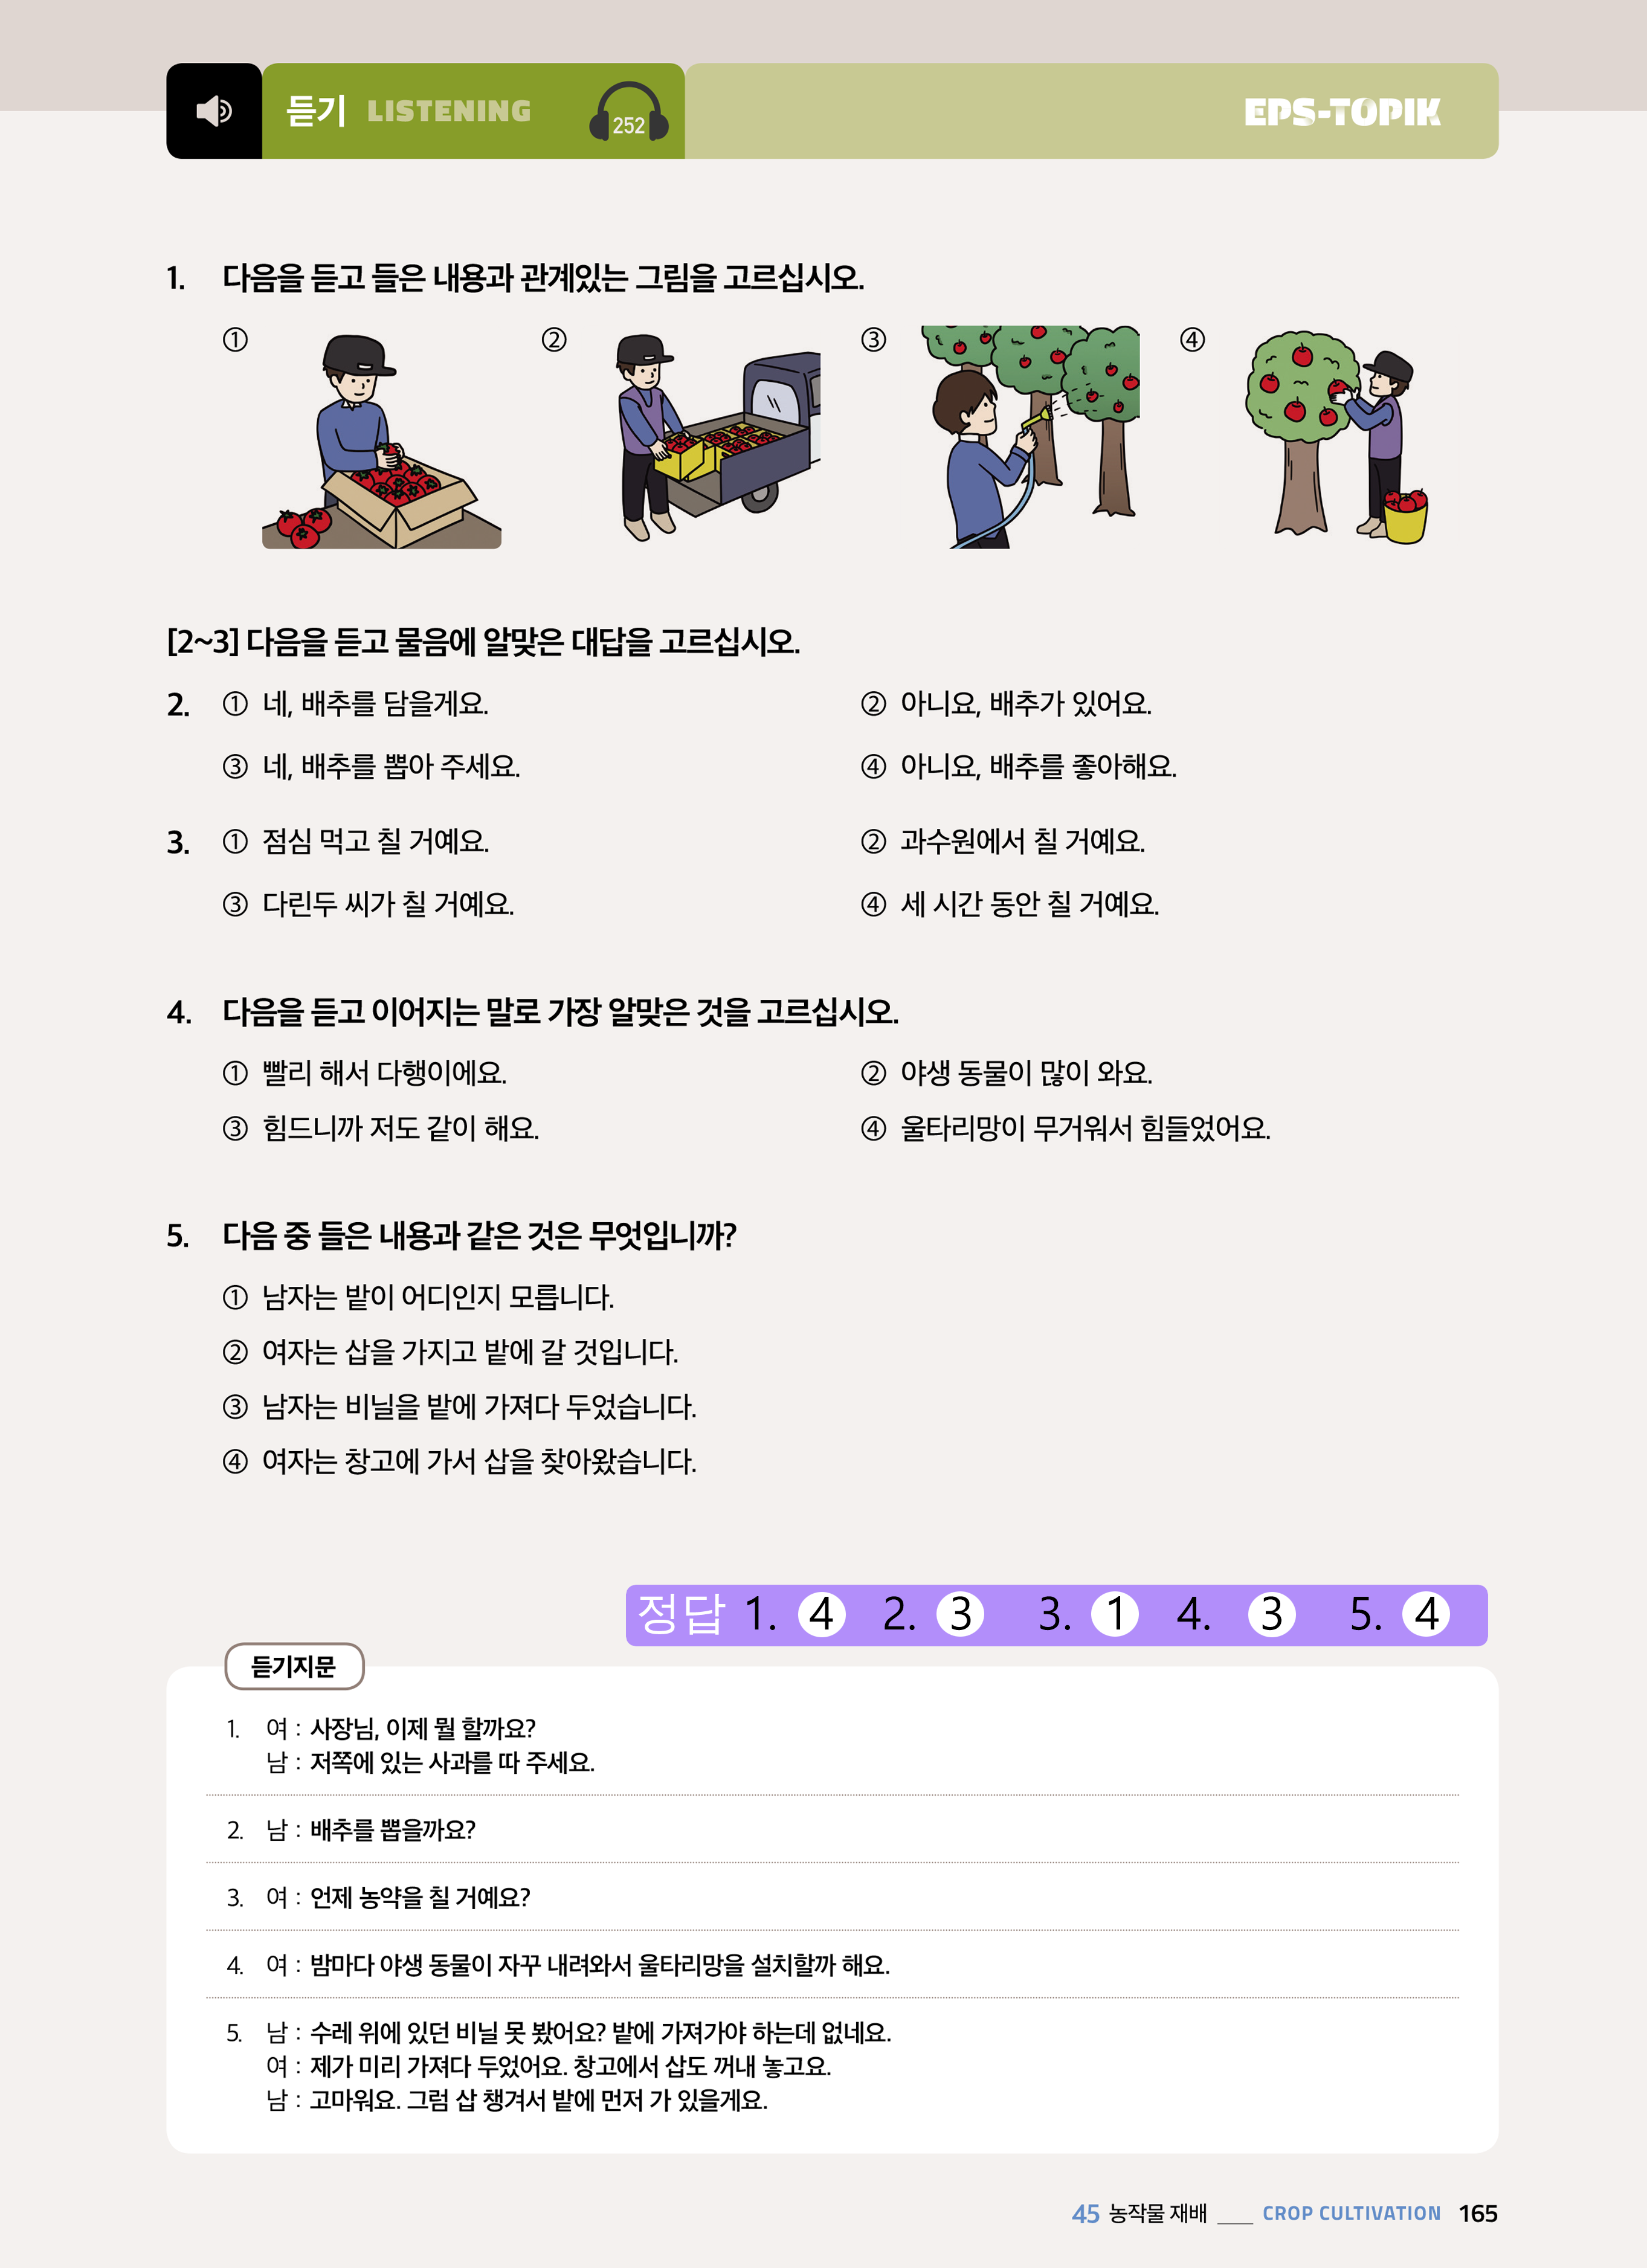 듣기 LISTENING 252 EPS-TOPIK
1. 다음을 듣고 들은 내용과 관계있는 그림을 고르십시오.
① ② ③ ④
[2~3] 다음을 듣고 물음에 알맞은 대답을 고르십시오.
2. ① 네, 배추를 담을게요. ② 아니요, 배추가 있어요.
③ 네, 배추를 뽑아 주세요. ④ 아니요, 배추를 좋아해요.
3. ① 점심 먹고 칠 거예요. ② 과수원에서 칠 거예요.
③ 다린두 씨가 칠 거예요. ④ 세 시간 동안 칠 거예요.
4. 다음을 듣고 이어지는 말로 가장 알맞은 것을 고르십시오.
① 빨리 해서 다행이에요. ② 야생 동물이 많이 와요.
③ 힘드니까 저도 같이 해요. ④ 울타리망이 무거워서 힘들었어요.
5. 다음 중 들은 내용과 같은 것은 무엇입니까?
① 남자는 밭이 어디인지 모릅니다.
② 여자는 삽을 가지고 밭에 갈 것입니다.
③ 남자는 비닐을 밭에 가져다 두었습니다.
④ 여자는 창고에 가서 삽을 찾아왔습니다.
정답 1. ④ 2. ③ 3. ① 4. ③ 5. ④
듣기지문
1. 여 : 사장님, 이제 뭘 할까요?
남 : 저쪽에 있는 사과를 따 주세요.
2. 남 : 배추를 뽑을까요?
3. 여 : 언제 농약을 칠 거예요?
4. 여 : 밤마다 야생 동물이 자꾸 내려와서 울타리망을 설치할까 해요.
5. 남 : 수레 위에 있던 비닐 못 봤어요? 밭에 가져가야 하는데 없네요.
여 : 제가 미리 가져다 두었어요. 창고에서 삽도 꺼내 놓고요.
남 : 고마워요. 그럼 삽 챙겨서 밭에 먼저 가 있을게요.
45 농작물 재배 ___ CROP CULTIVATION 165